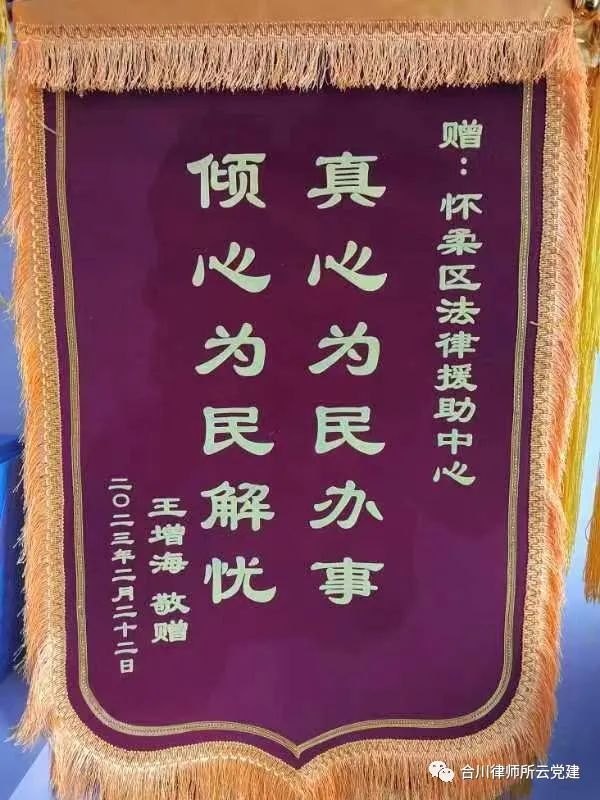 赠：怀柔区法律援助中心
真心为民办事
倾心为民解忧
王增海 敬赠
二〇二三年二月二十二日
合川律师所云党建